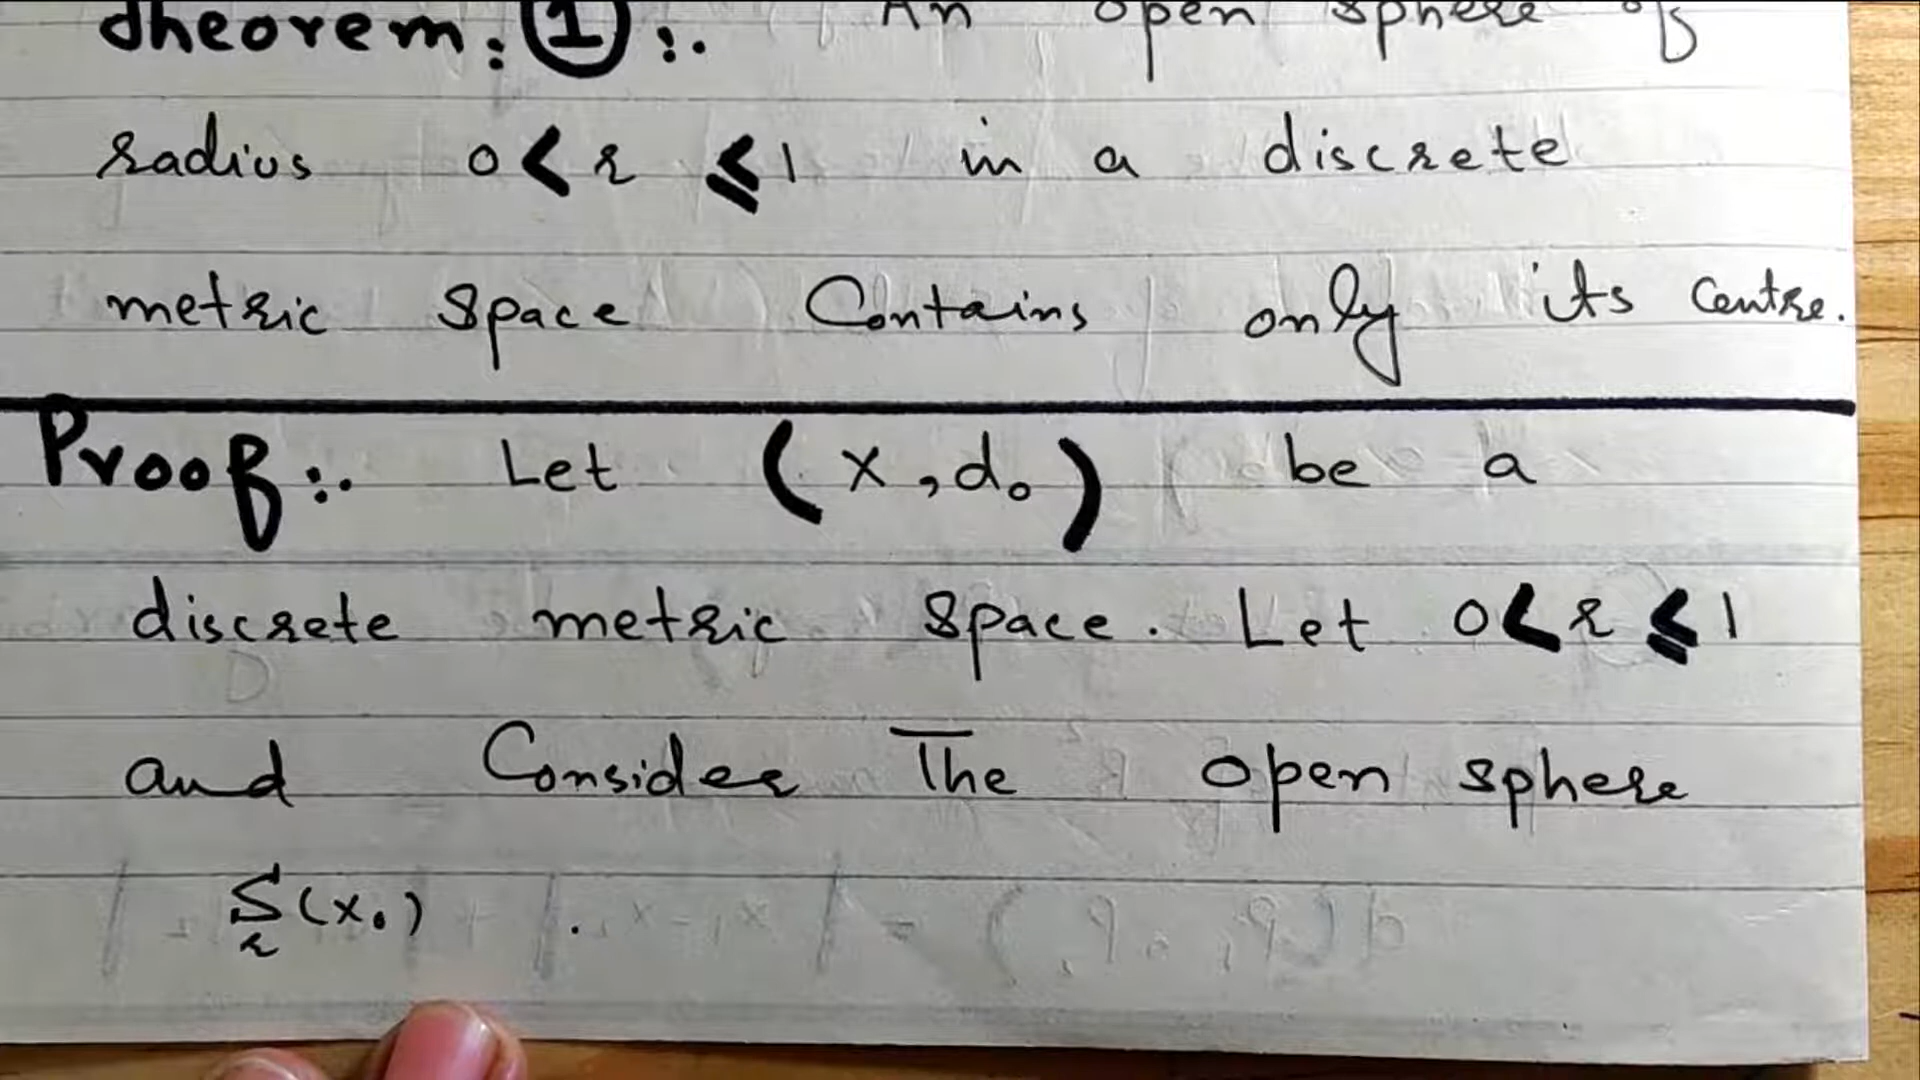 Theorem: ① :. An open sphere of
radius 0 < r ≤ 1 in a discrete
metric space Contains only its Centre.
Proof :. Let (X, d₀) be a
discrete metric space. Let 0 < r ≤ 1
and Consider The open sphere
Sᵣ(x₀) .